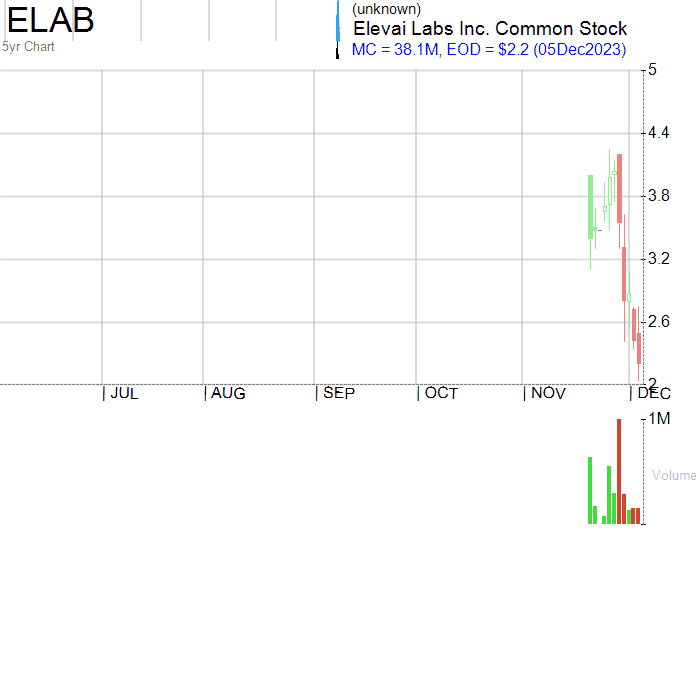 ELAB
5yr Chart
(unknown)
Elevai Labs Inc. Common Stock
MC = 38.1M, EOD = $2.2 (05Dec2023)
5
4.4
3.8
3.2
2.6
2
JUL AUG SEP OCT NOV DEC
1M
Volume